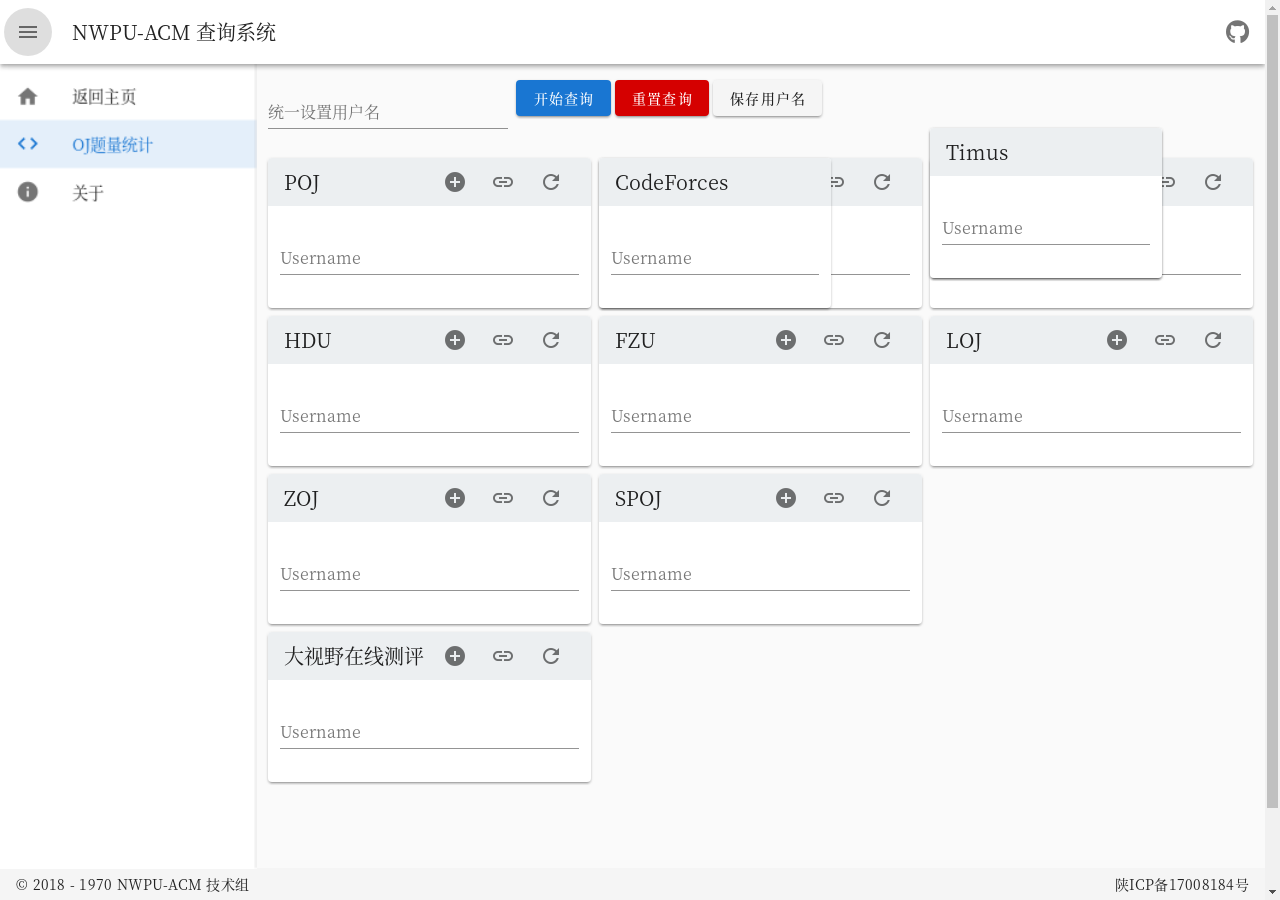 NWPU-ACM 查询系统
返回主页
OJ题量统计
关于
统一设置用户名
开始查询
重置查询
保存用户名
POJ
Username
CodeForces
Username
Timus
Username
HDU
Username
FZU
Username
LOJ
Username
ZOJ
Username
SPOJ
Username
大视野在线测评
Username
© 2018 - 1970 NWPU-ACM 技术组
陕ICP备17008184号